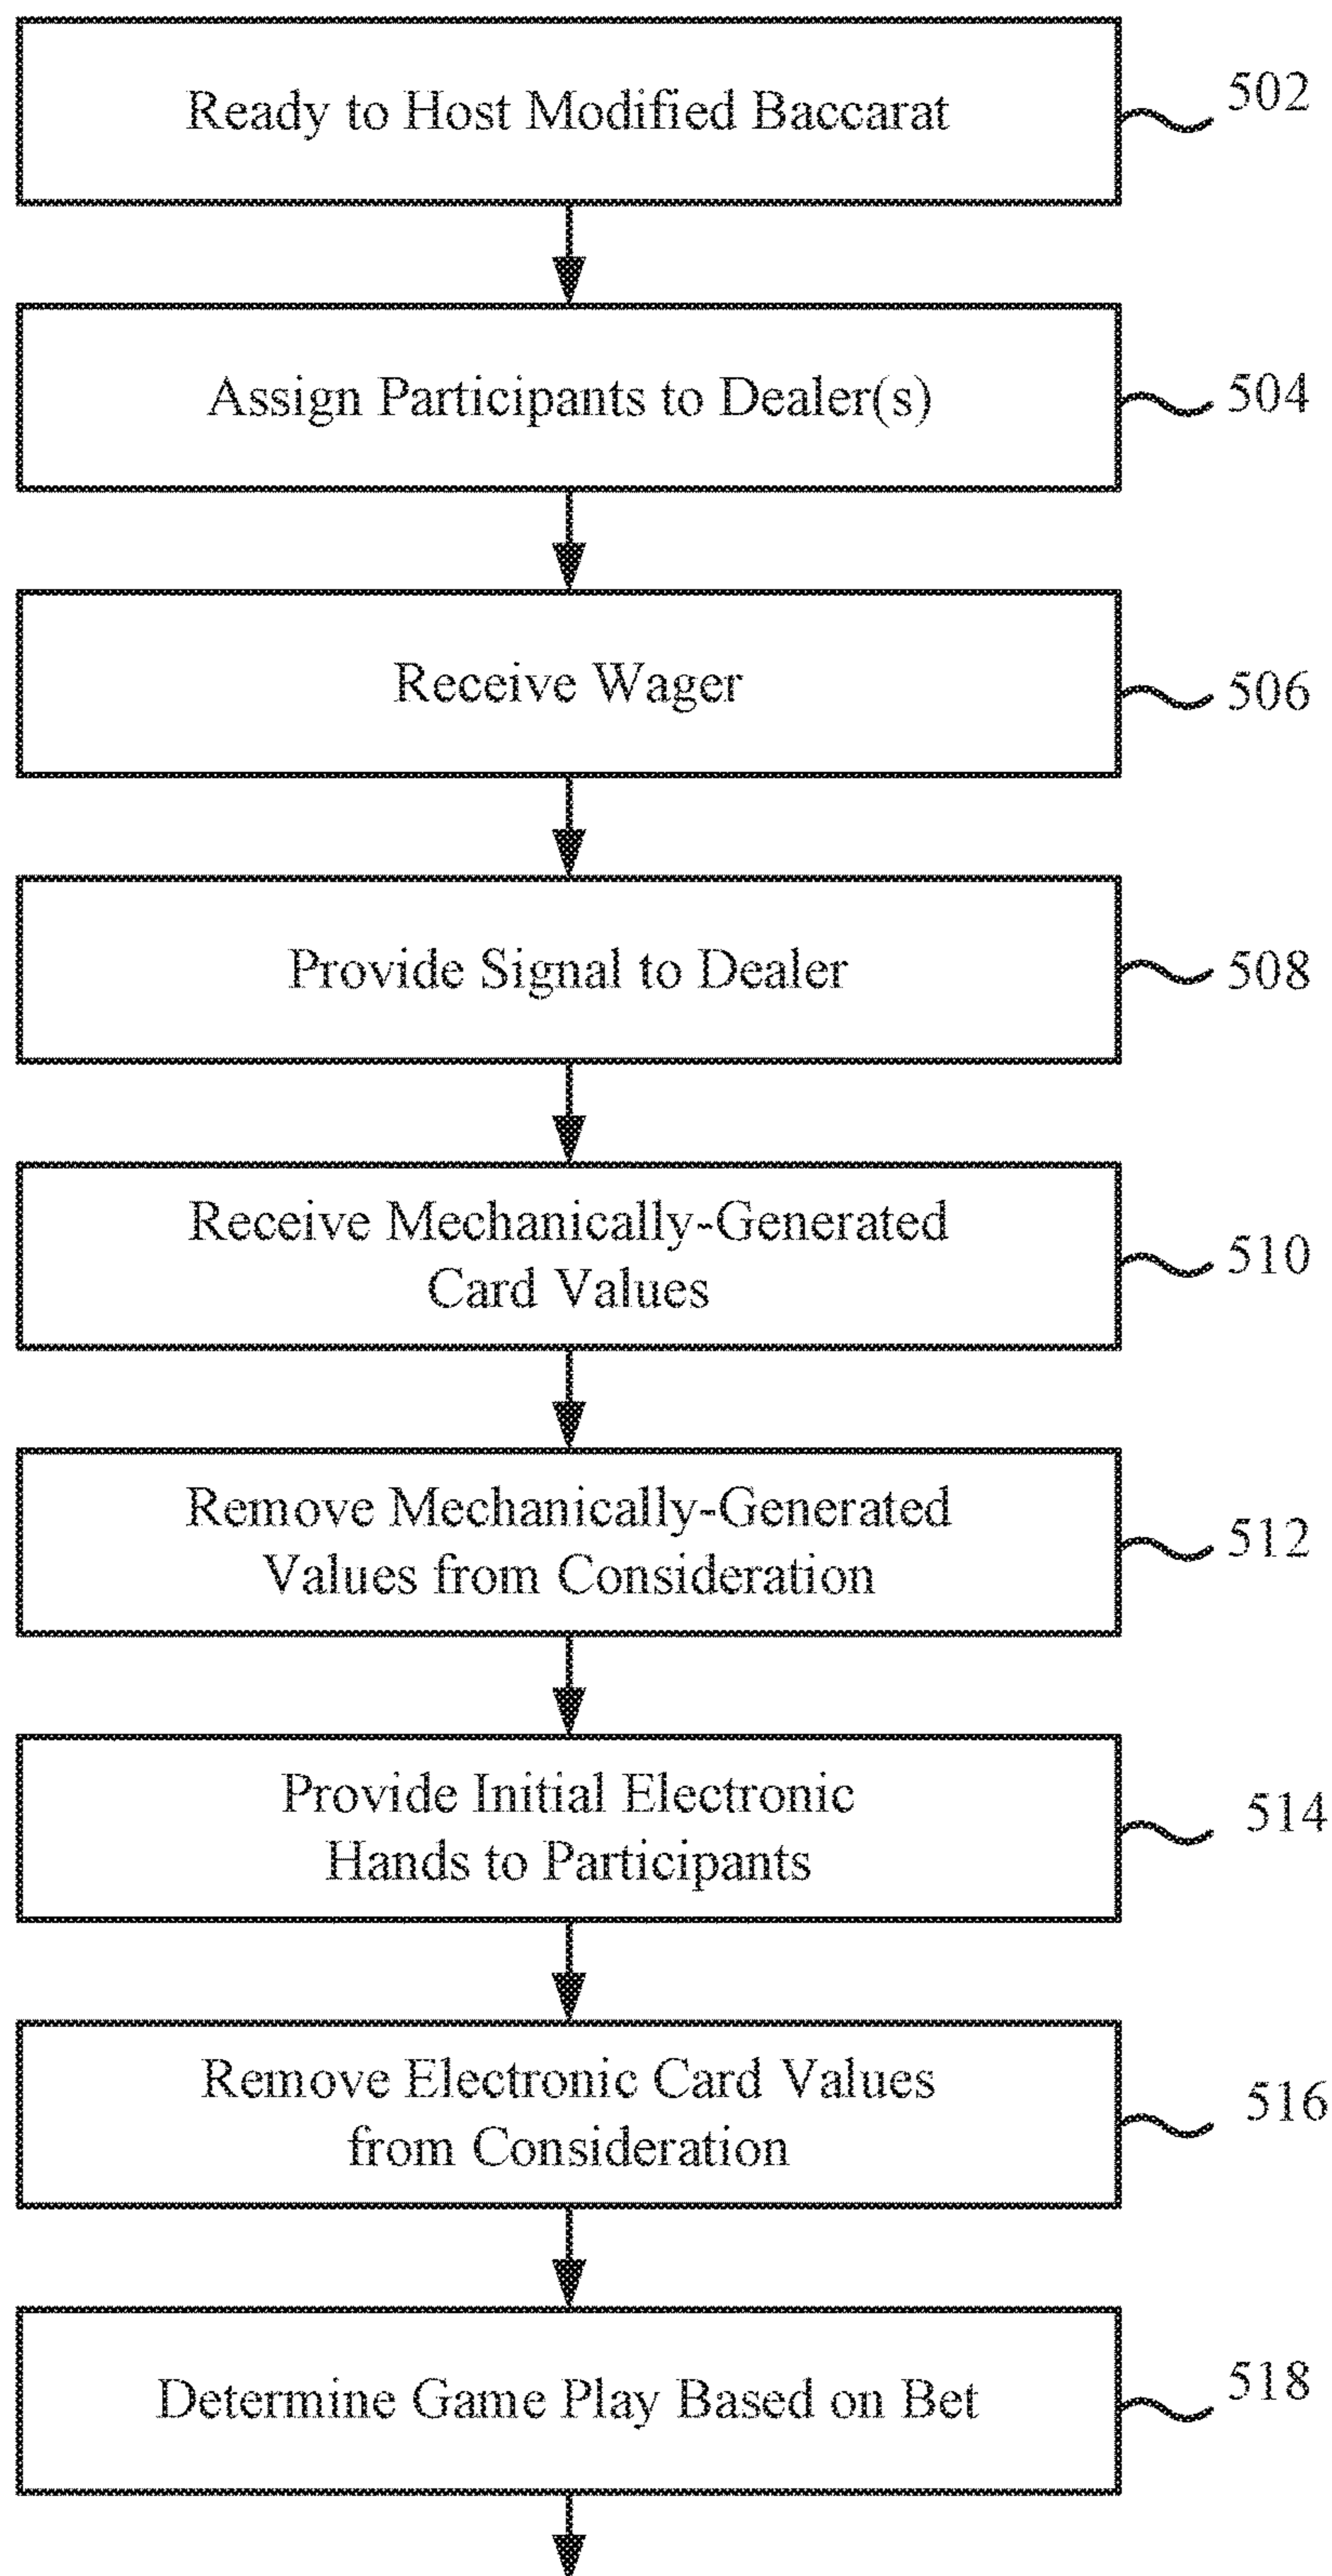 Ready to Host Modified Baccarat
502
Assign Participants to Dealer(s)
504
Receive Wager
506
Provide Signal to Dealer
508
Receive Mechanically-Generated
Card Values
510
Remove Mechanically-Generated
Values from Consideration
512
Provide Initial Electronic
Hands to Participants
514
Remove Electronic Card Values
from Consideration
516
Determine Game Play Based on Bet
518